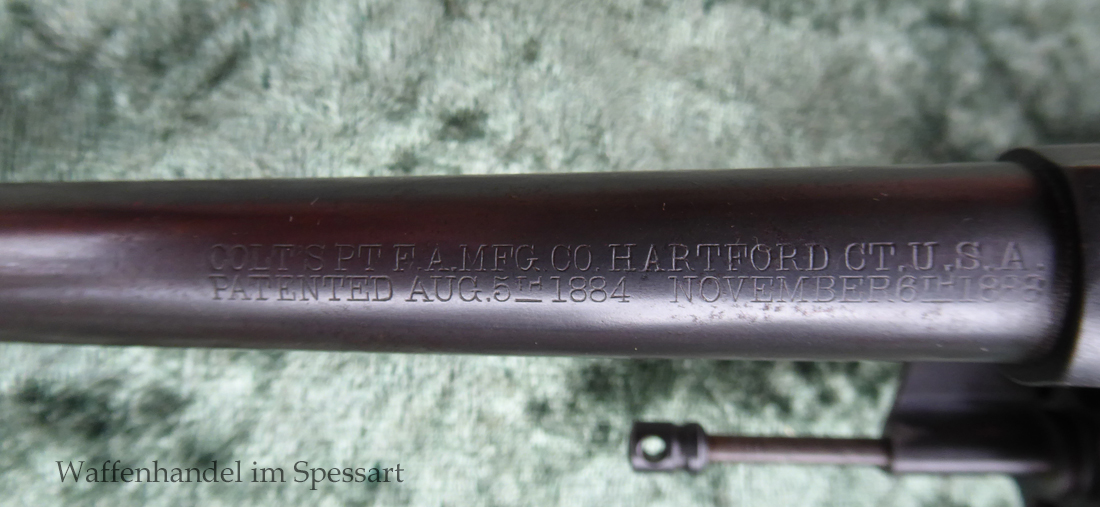 COLT'S PT F.A.MFG. CO. HARTFORD CT.U.S.A.
PATENTED AUG.5TH 1884 NOVEMBER 6TH 1888
Waffenhandel im Spessart